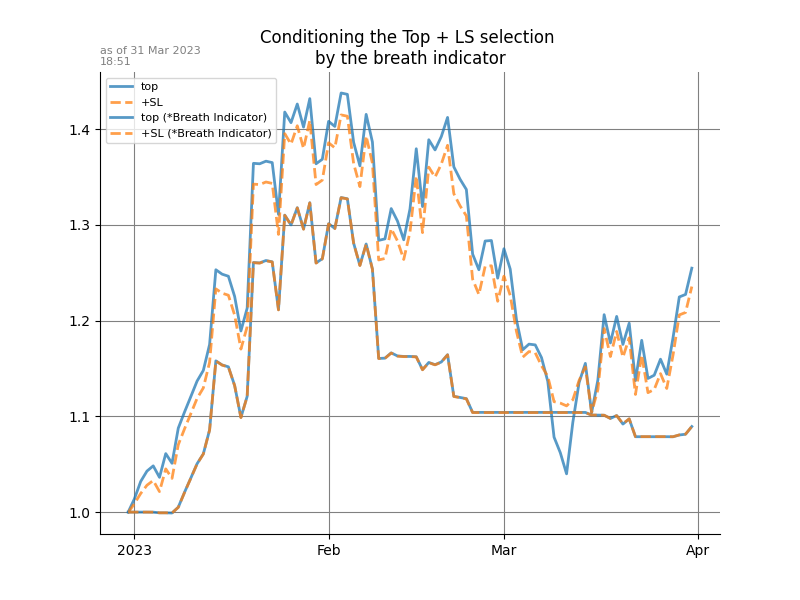 Conditioning the Top + LS selection
by the breath indicator
as of 31 Mar 2023
18:51
top
+SL
top (*Breath Indicator)
+SL (*Breath Indicator)
1.4
1.3
1.2
1.1
1.0
2023 Feb Mar Apr